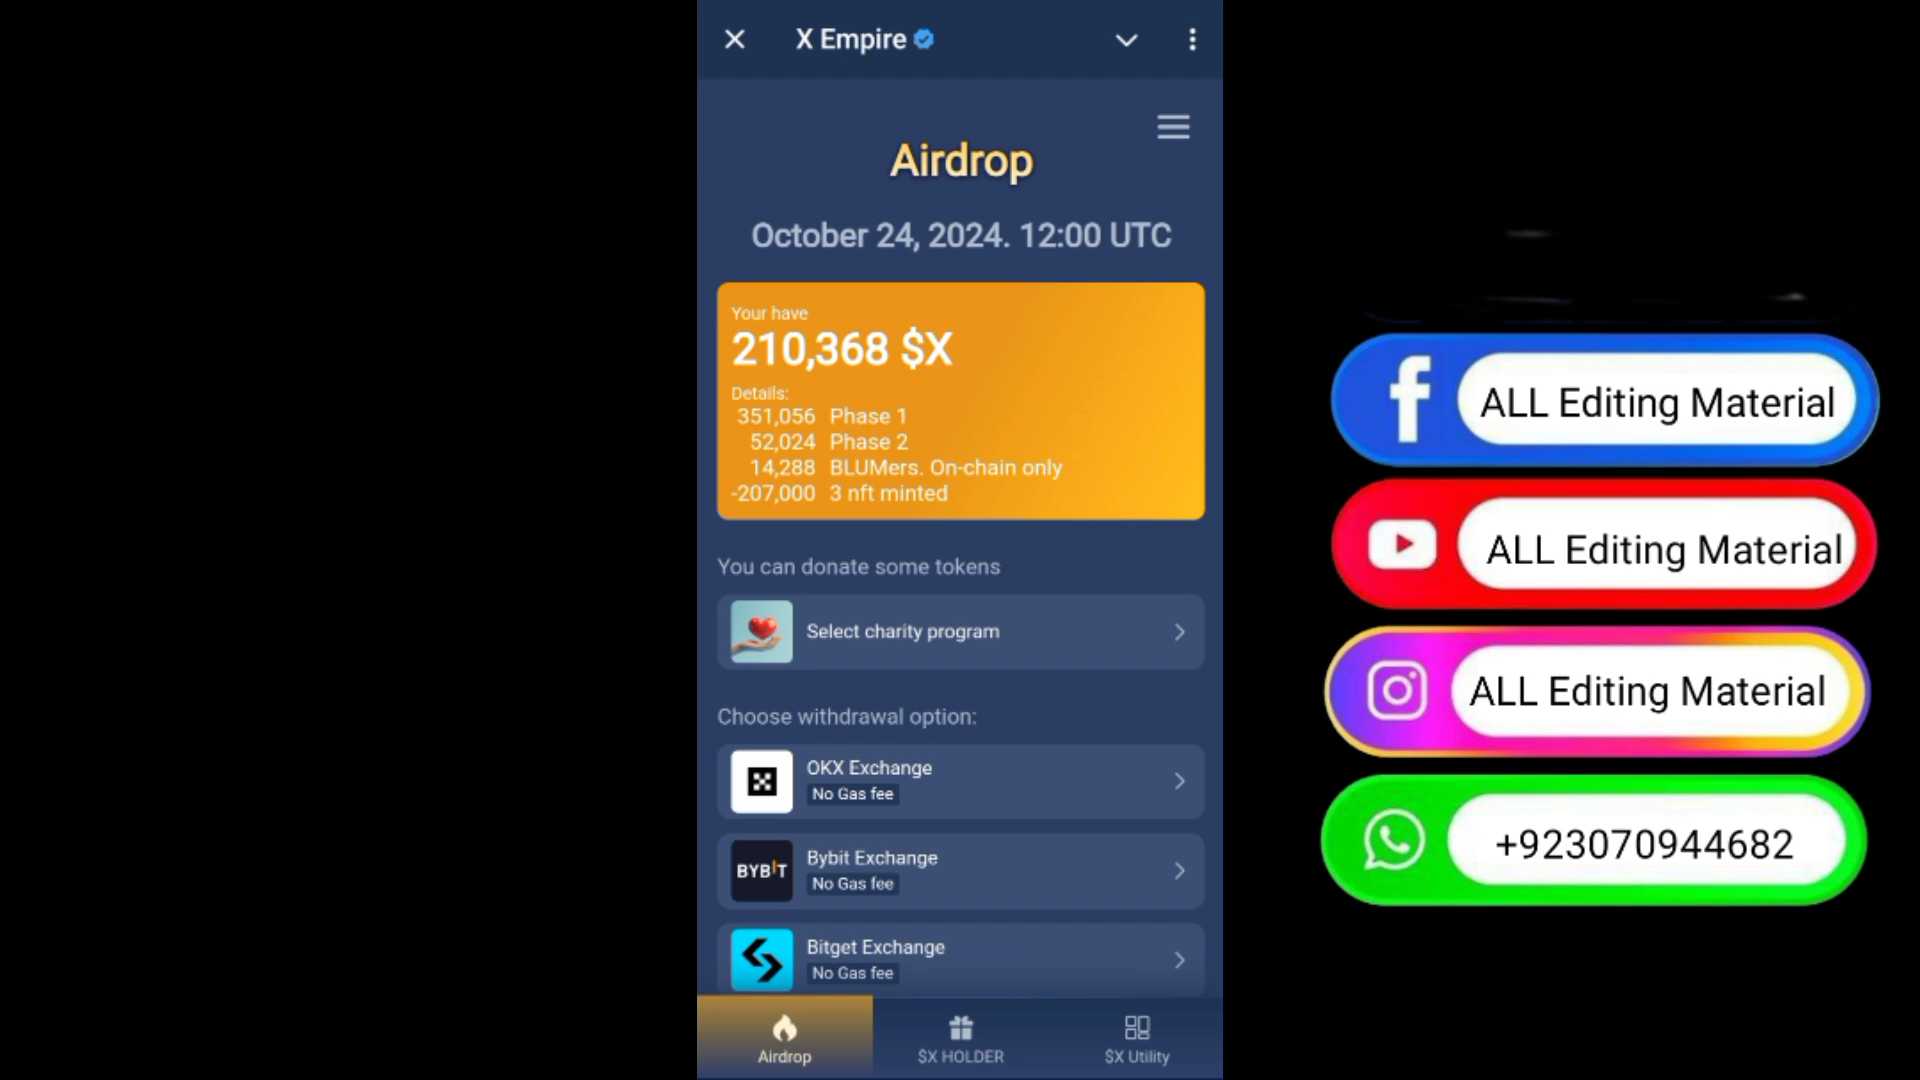 X Empire
Airdrop
October 24, 2024. 12:00 UTC
Your have
210,368 $X
Details:
351,056 Phase 1
52,024 Phase 2
14,288 BLUMers. On-chain only
-207,000 3 nft minted
You can donate some tokens
Select charity program
Choose withdrawal option:
OKX Exchange
No Gas fee
BYBIT
Bybit Exchange
No Gas fee
Bitget Exchange
No Gas fee
Airdrop
$X HOLDER
$X Utility
ALL Editing Material
ALL Editing Material
ALL Editing Material
+923070944682